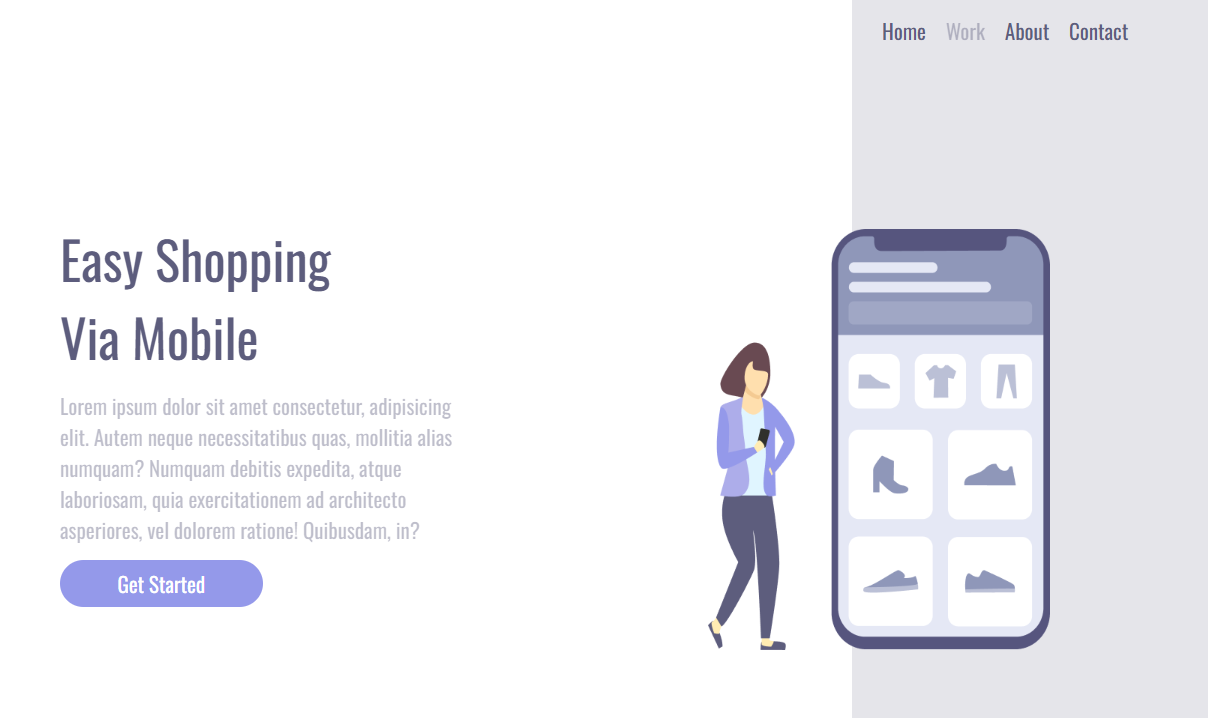 Home Work About Contact
Easy Shopping
Via Mobile
Lorem ipsum dolor sit amet consectetur, adipisicing
elit. Autem neque necessitatibus quas, mollitia alias
numquam? Numquam debitis expedita, atque
laboriosam, quia exercitationem ad architecto
asperiores, vel dolorem ratione! Quibusdam, in?
Get Started